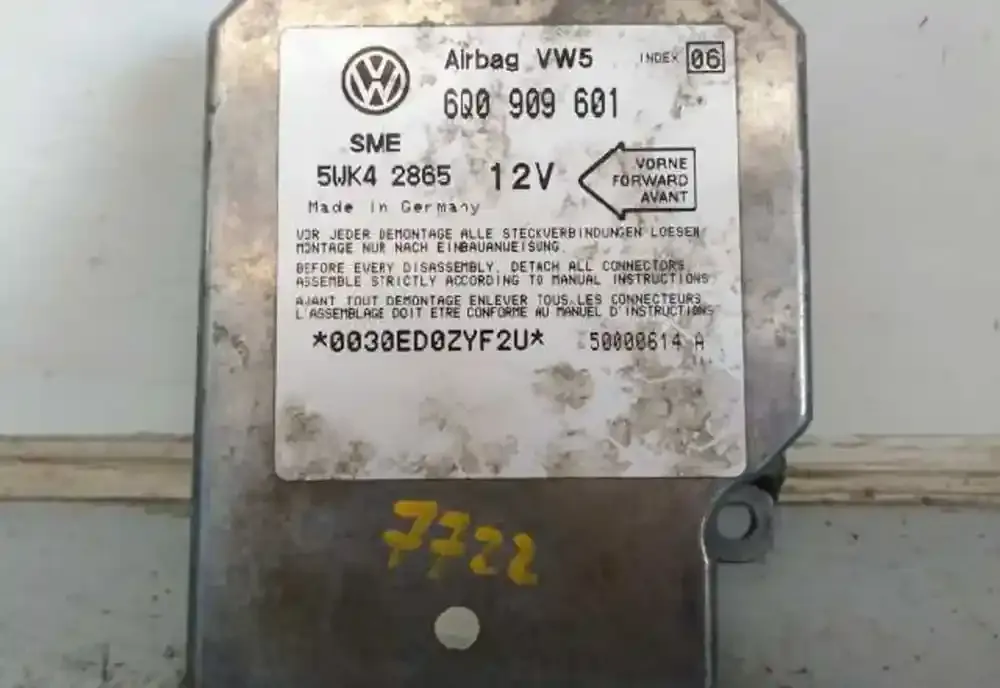 Airbag VW5 INDEX 06
6Q0 909 601
SME
5WK4 2865 12V
VORNE
FORWARD
AVANT
Made in Germany
VOR JEDER DEMONTAGE ALLE STECKVERBINDUNGEN LOESEN
MONTAGE NUR NACH EINBAUANWEISUNG.
BEFORE EVERY DISASSEMBLY, DETACH ALL CONNECTORS
ASSEMBLE STRICTLY ACCORDING TO MANUAL INSTRUCTIONS
AVANT TOUT DEMONTAGE ENLEVER TOUS LES CONNECTEURS
L'ASSEMBLAGE DOIT ETRE CONFORME AU MANUEL D'INSTRUCTIONS
*0030ED0ZYF2U* 50000614 A
7722